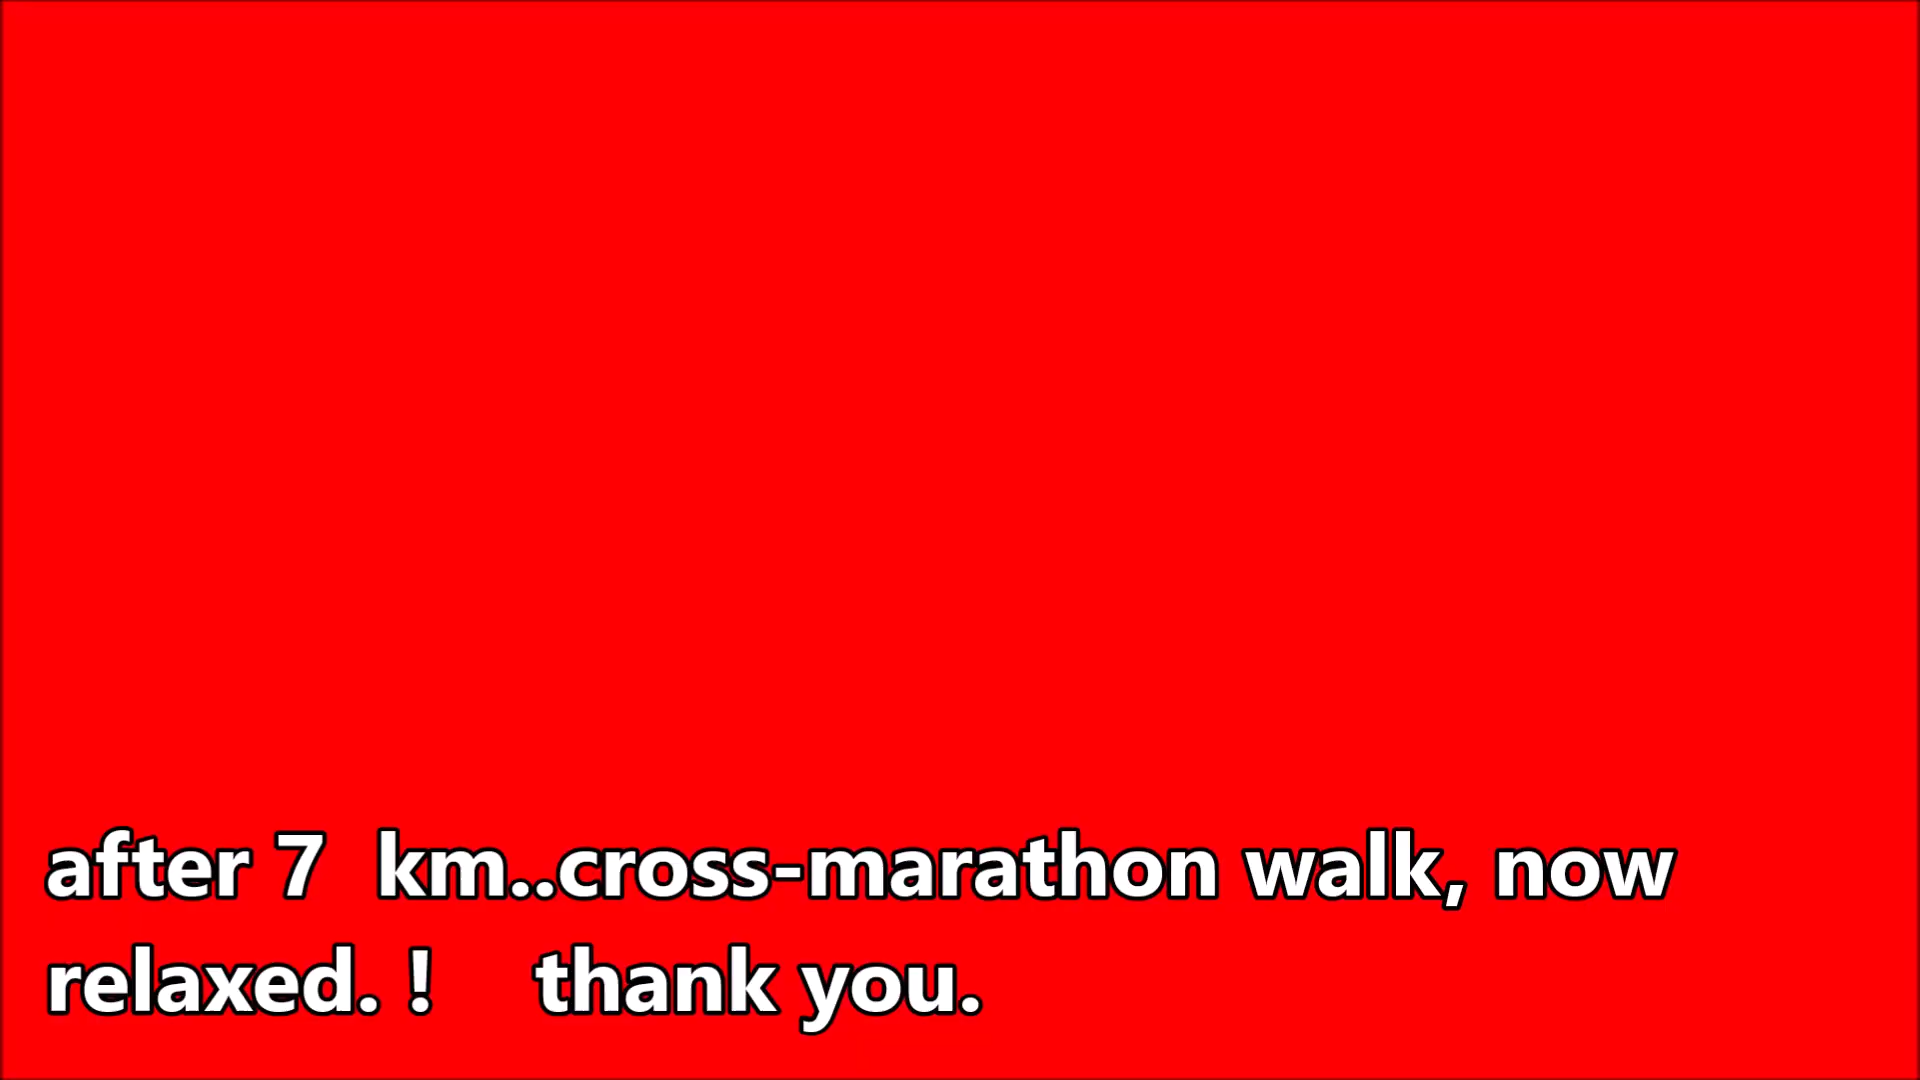 after 7  km..cross-marathon walk, now
relaxed. !    thank you.